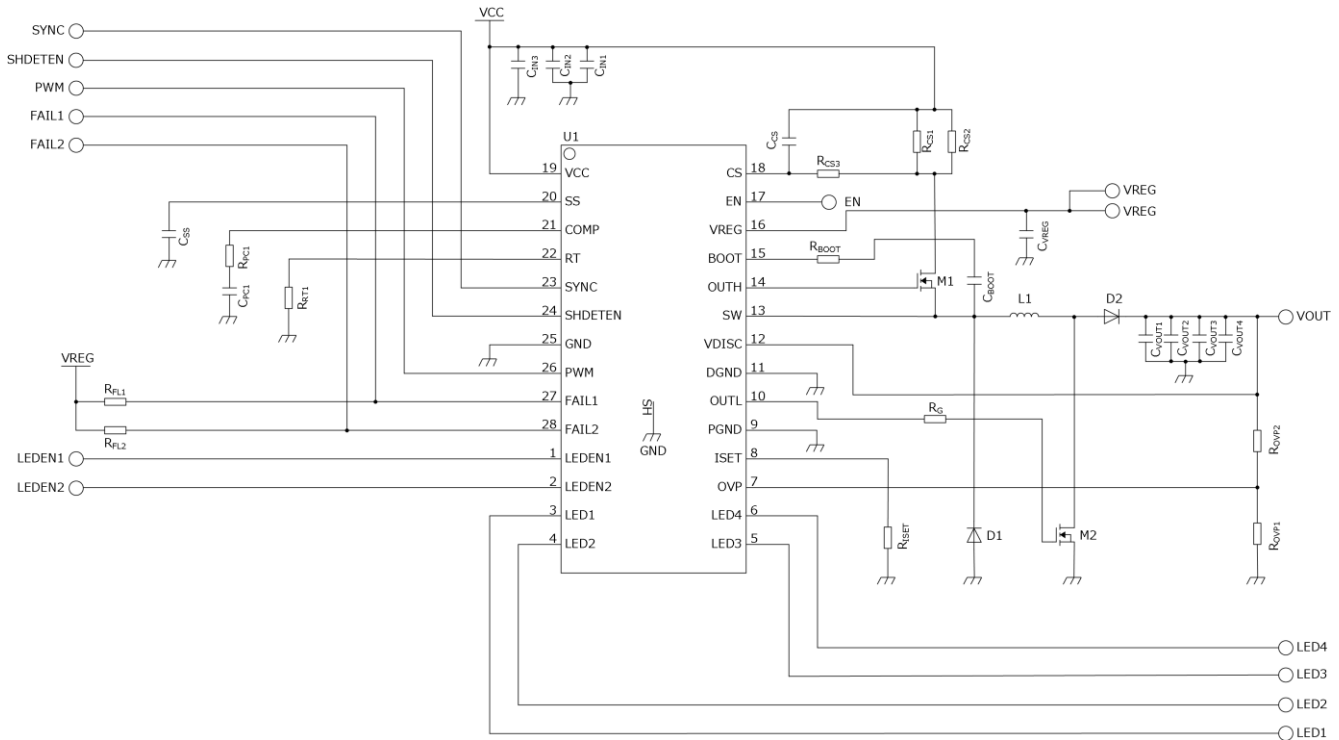 VCC
SYNC
SHDETEN
PWM
FAIL1
FAIL2
CIN3
CIN2
CIN1
CCS
RCS1
RCS2
RCS3
U1
19 VCC
20 SS
21 COMP
22 RT
23 SYNC
24 SHDETEN
25 GND
26 PWM
27 FAIL1
28 FAIL2
1 LEDEN1
2 LEDEN2
3 LED1
4 LED2
CS 18
EN 17
VREG 16
BOOT 15
OUTH 14
SW 13
VDISC 12
DGND 11
OUTL 10
PGND 9
ISET 8
OVP 7
LED4 6
LED3 5
SH
GND
CSS
RPC1
CPC1
RRT1
VREG
RFL1
RFL2
LEDEN1
LEDEN2
EN
VREG
VREG
CVREG
RBOOT
CBOOT
M1
L1
D2
CVOUT1
CVOUT2
CVOUT3
CVOUT4
VOUT
RG
ROVP2
ROVP1
RISET
D1
M2
LED4
LED3
LED2
LED1